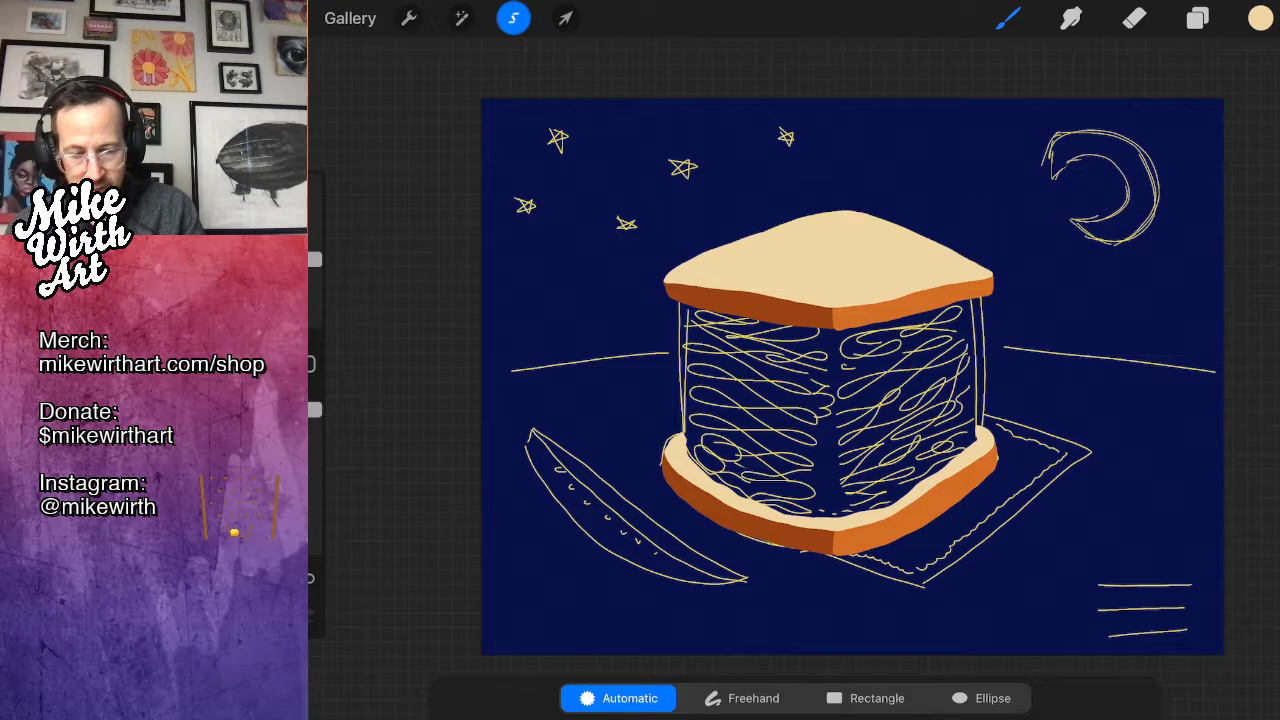 Gallery
Mike
Wirth
Art
Merch:
mikewirthart.com/shop
Donate:
$mikewirthart
Instagram:
@mikewirth
Automatic
Freehand
Rectangle
Ellipse